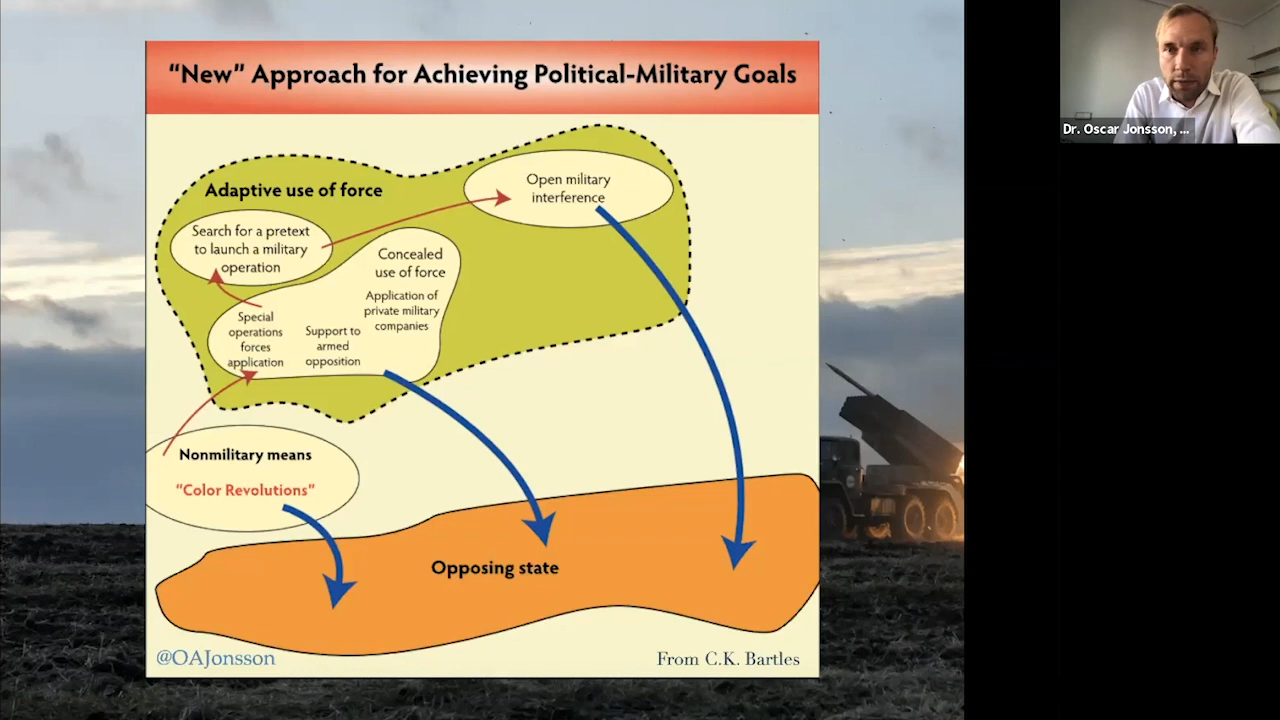 “New” Approach for Achieving Political-Military Goals
Dr. Oscar Jonsson, ...
Adaptive use of force
Open military
interference
Search for a pretext
to launch a military
operation
Concealed
use of force
Application of
private military
companies
Special
operations
forces
application
Support to
armed
opposition
Nonmilitary means
“Color Revolutions”
Opposing state
@OAJonsson
From C.K. Bartles